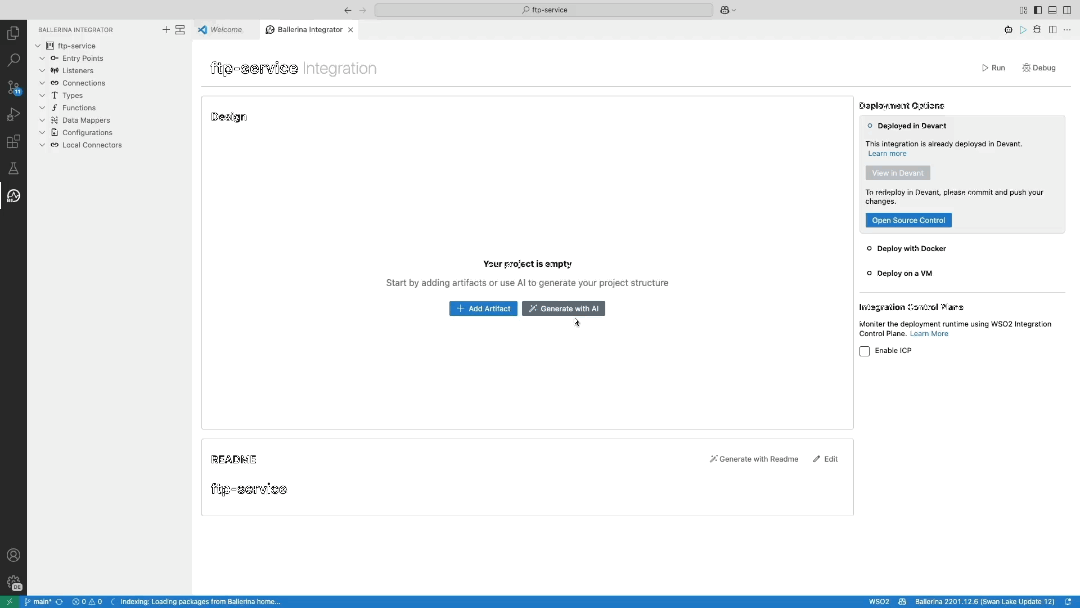 ftp-service
BALLERINA INTEGRATOR
Welcome
Ballerina Integrator
ftp-service
Entry Points
Listeners
Connections
Types
Functions
Data Mappers
Configurations
Local Connectors
11
BI
ftp-service Integration
Run
Debug
Design
Your project is empty
Start by adding artifacts or use AI to generate your project structure
Add Artifact
Generate with AI
README
Generate with Readme
Edit
ftp-service
Deployment Options
Deployed in Devant
This integration is already deployed in Devant.
Learn more
View in Devant
To redeploy in Devant, please commit and push your
changes.
Open Source Control
Deploy with Docker
Deploy on a VM
Integration Control Plane
Moniter the deployment runtime using WSO2 Integration
Control Plane. Learn More
Enable ICP
main*
0
0
Indexing: Loading packages from Ballerina home...
WSO2
Ballerina 2201.12.6 (Swan Lake Update 12)